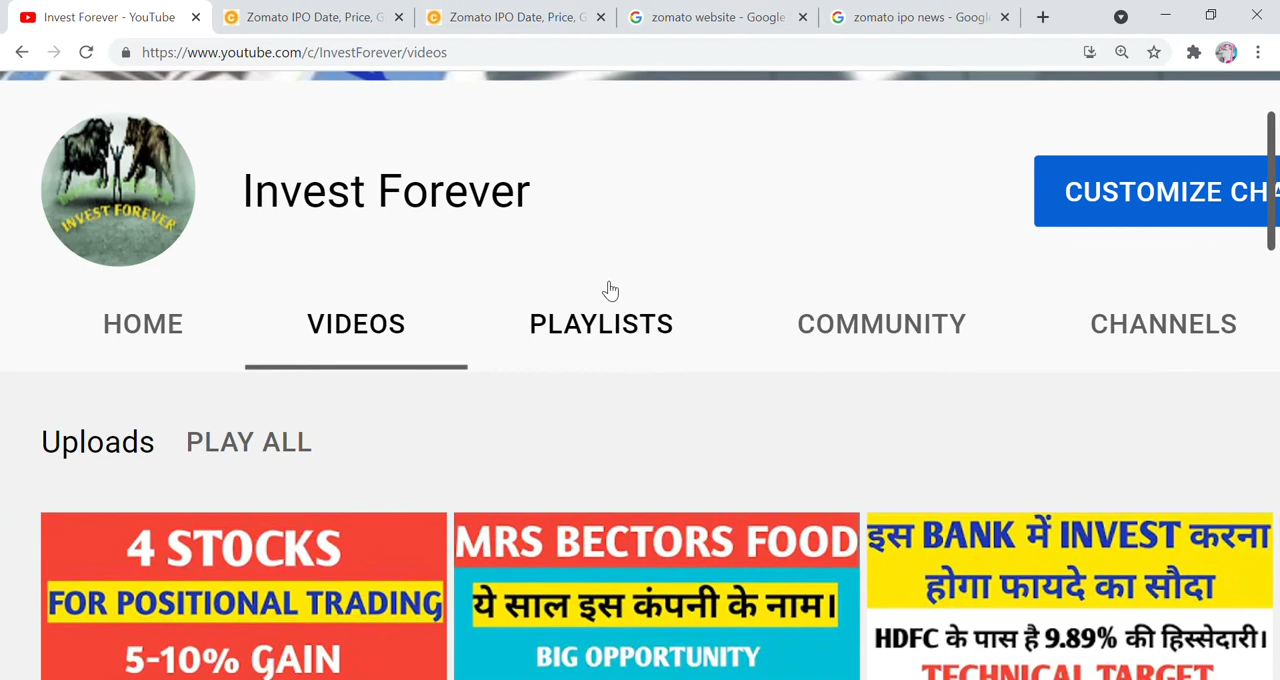 Invest Forever - YouTube
Zomato IPO Date, Price, G
Zomato IPO Date, Price, G
zomato website - Google
zomato ipo news - Google
https://www.youtube.com/c/InvestForever/videos
INVEST FOREVER
Invest Forever
CUSTOMIZE CHA
HOME
VIDEOS
PLAYLISTS
COMMUNITY
CHANNELS
Uploads
PLAY ALL
4 STOCKS
FOR POSITIONAL TRADING
5-10% GAIN
MRS BECTORS FOOD
ये साल इस कंपनी के नाम।
BIG OPPORTUNITY
इस BANK में INVEST करना
होगा फायदे का सौदा
HDFC के पास है 9.89% की हिस्सेदारी।
TECHNICAL TARGET